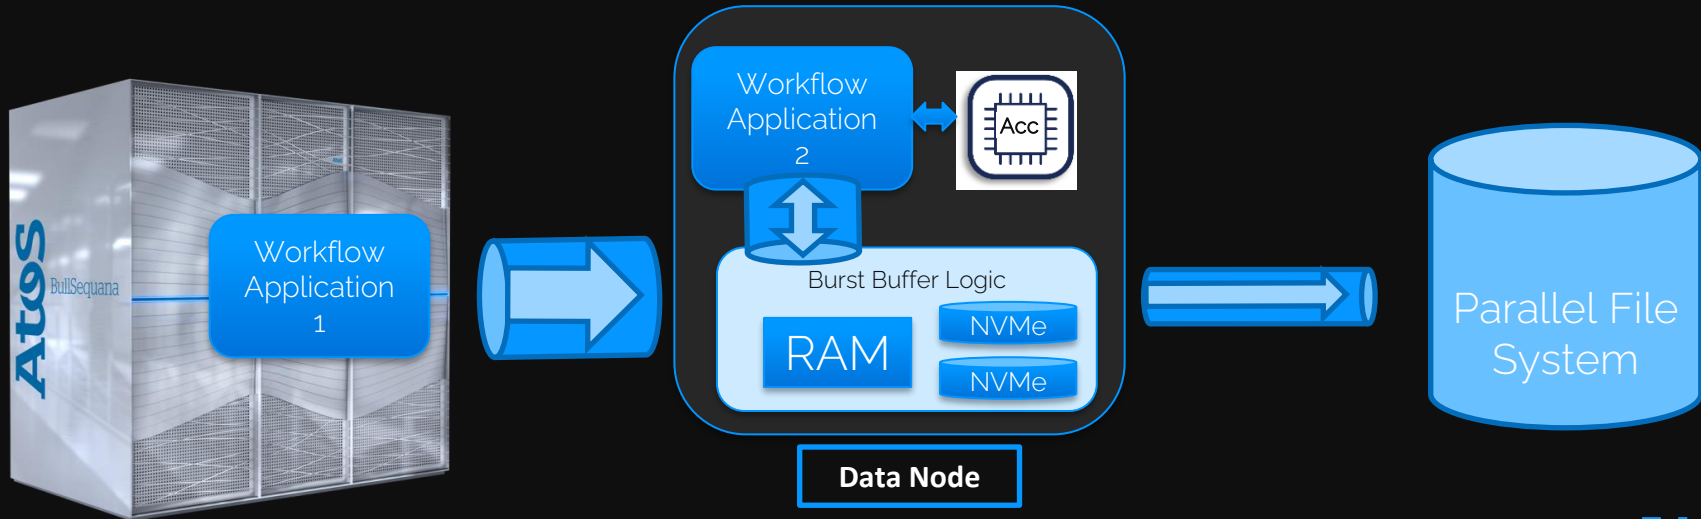 Atos
BullSequana
Workflow
Application
1
Workflow
Application
2
Acc
Burst Buffer Logic
RAM
NVMe
NVMe
Data Node
Parallel File
System